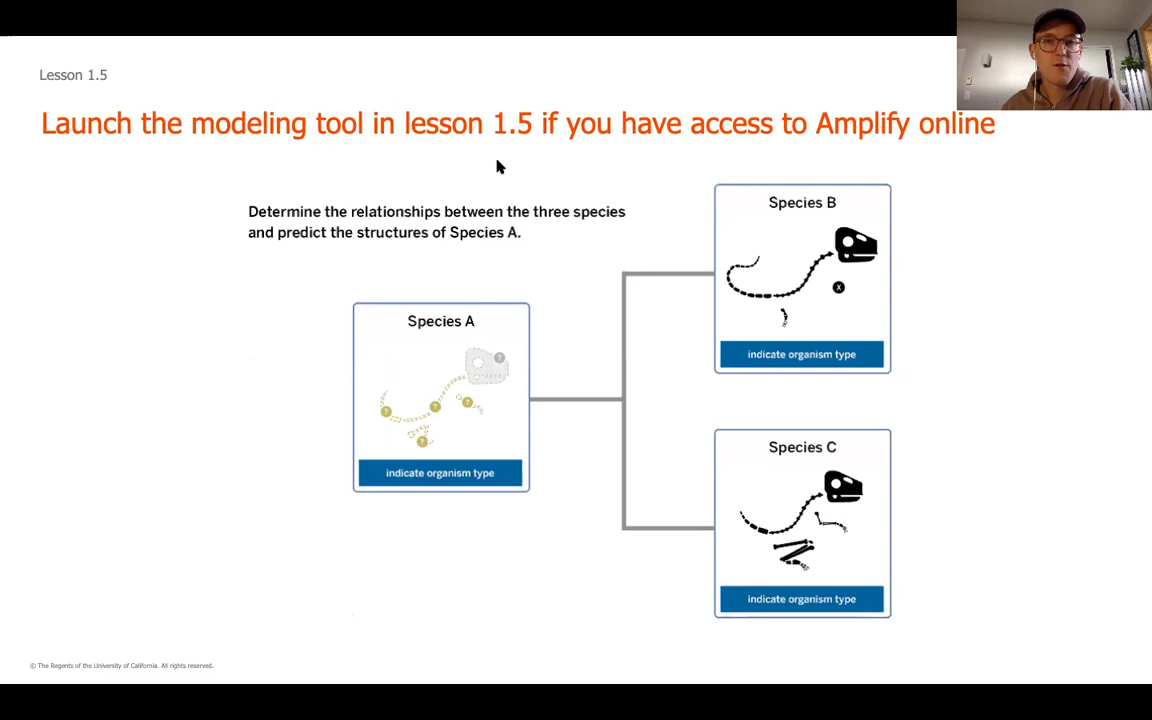 Lesson 1.5
Launch the modeling tool in lesson 1.5 if you have access to Amplify online
Determine the relationships between the three species
and predict the structures of Species A.
Species A
?
?
?
?
?
indicate organism type
Species B
X
indicate organism type
Species C
indicate organism type
© The Regents of the University of California. All rights reserved.